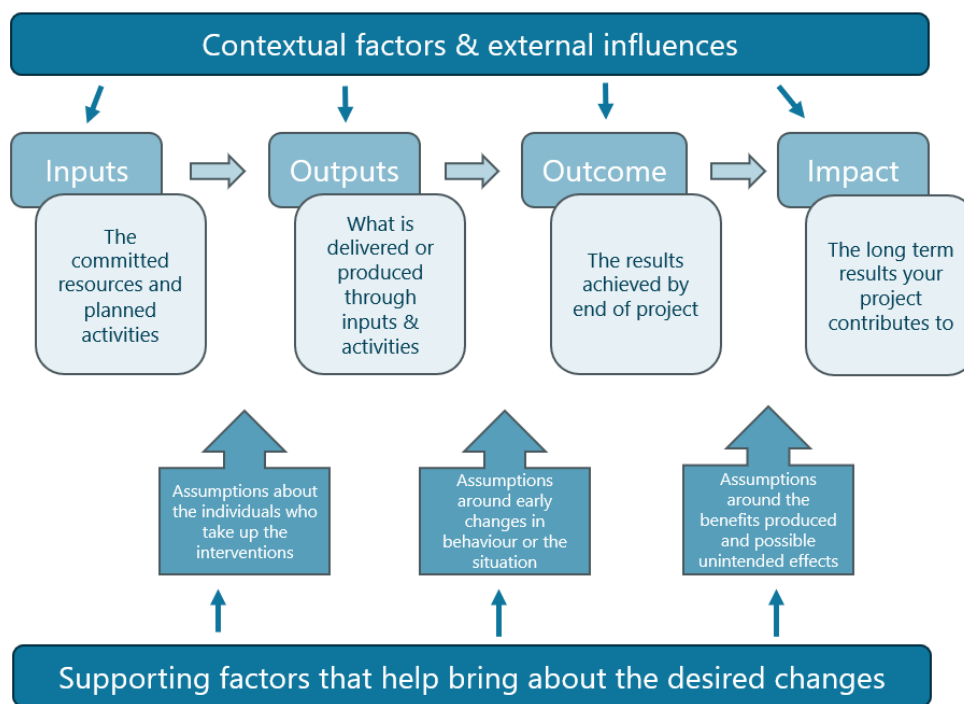 Contextual factors & external influences
Inputs
Outputs
Outcome
Impact
The
committed
resources and
planned
activities
What is
delivered or
produced
through
inputs &
activities
The results
achieved by
end of project
The long term
results your
project
contributes to
Assumptions about
the individuals who
take up the
interventions
Assumptions
around early
changes in
behaviour or the
situation
Assumptions
around the
benefits produced
and possible
unintended effects
Supporting factors that help bring about the desired changes